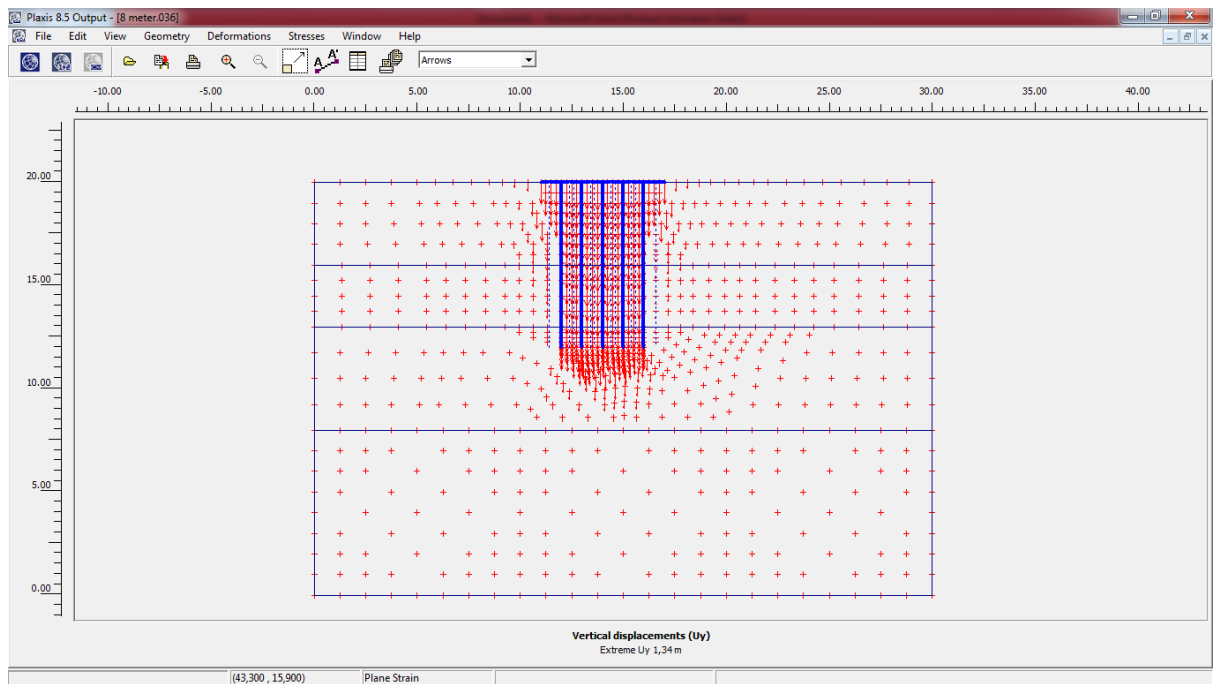 Plaxis 8.5 Output - [8 meter.036]
File Edit View Geometry Deformations Stresses Window Help
Arrows
-10.00 -5.00 0.00 5.00 10.00 15.00 20.00 25.00 30.00 35.00 40.00
20.00
15.00
10.00
5.00
0.00
Vertical displacements (Uy)
Extreme Uy 1,34 m
(43,300 , 15,900) Plane Strain